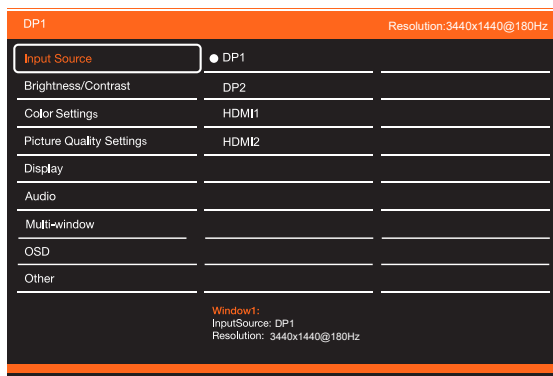 DP1 Resolution:3440x1440@180Hz
Input Source DP1
Brightness/Contrast DP2
Color Settings HDMI1
Picture Quality Settings HDMI2
Display
Audio
Multi-window
OSD
Other
Window1:
InputSource: DP1
Resolution: 3440x1440@180Hz